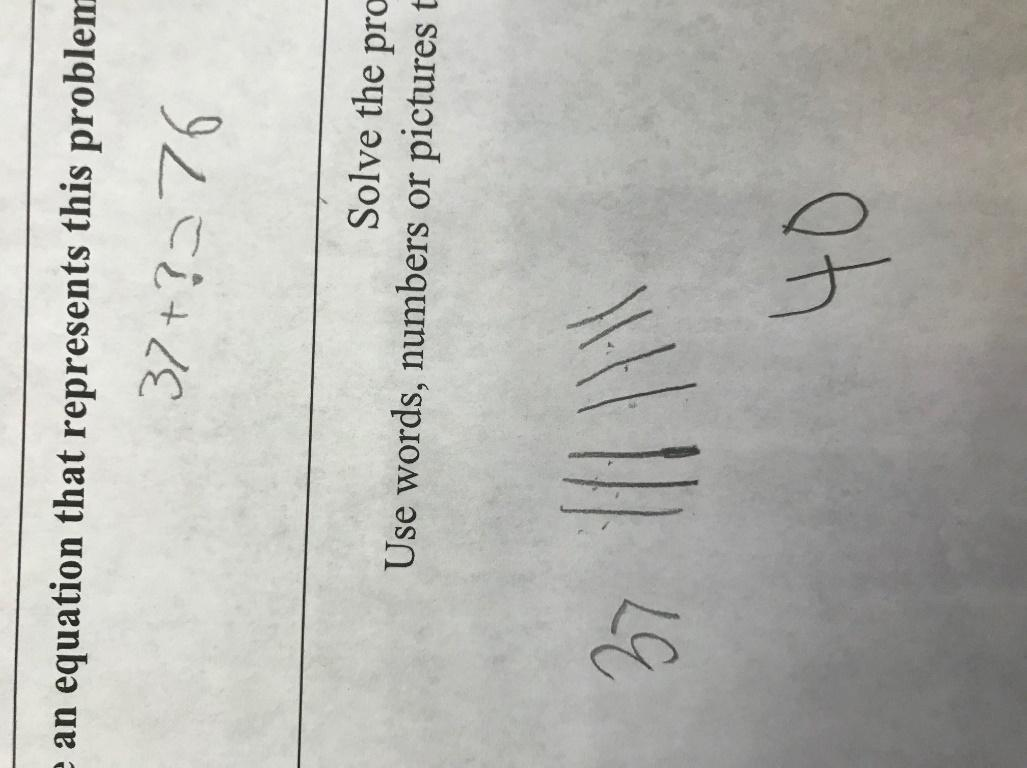 an equation that represents this problem
37 + ? = 76
Solve the pro
Use words, numbers or pictures t
37
40